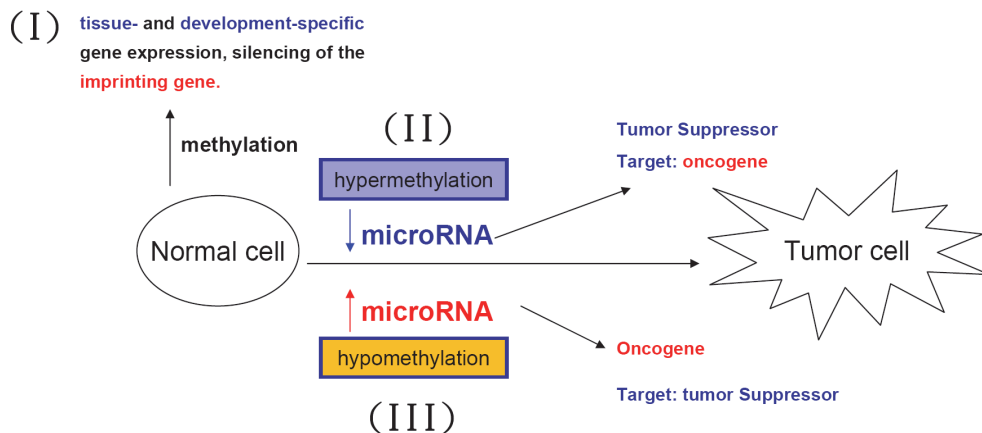 (I) tissue- and development-specific
gene expression, silencing of the
imprinting gene.
methylation
(II)
hypermethylation
microRNA
Tumor Suppressor
Target: oncogene
Normal cell
Tumor cell
microRNA
hypomethylation
(III)
Oncogene
Target: tumor Suppressor